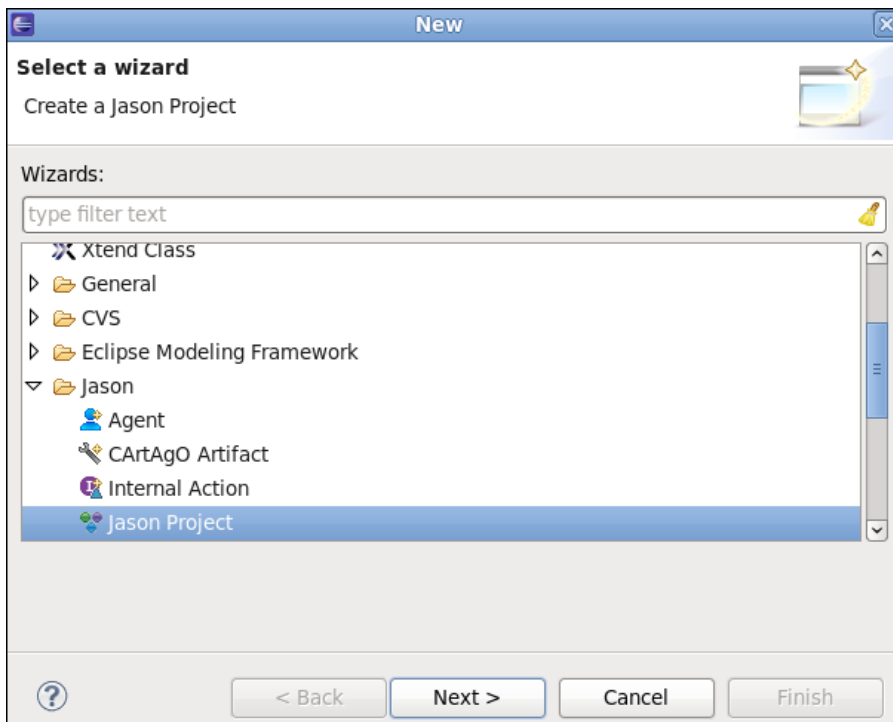 New
Select a wizard
Create a Jason Project
Wizards:
type filter text
Xtend Class
General
CVS
Eclipse Modeling Framework
Jason
Agent
CArtAgO Artifact
Internal Action
Jason Project
? < Back Next > Cancel Finish